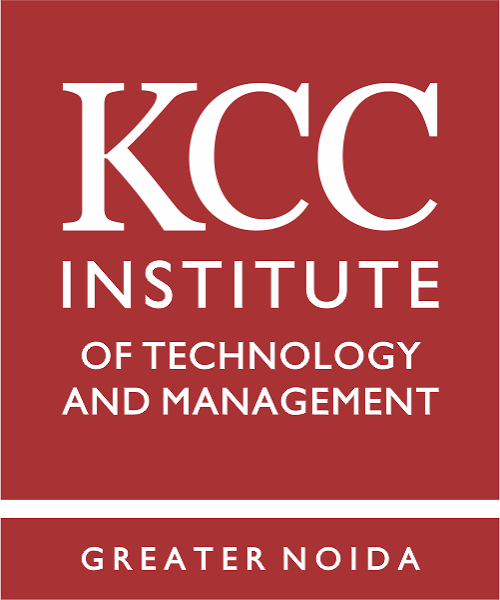 KCC
INSTITUTE
OF TECHNOLOGY
AND MANAGEMENT
GREATER NOIDA